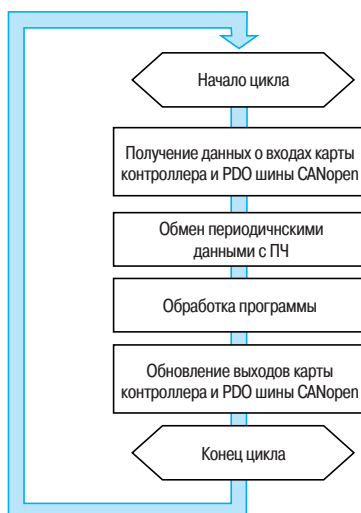 Начало цикла
Получение данных о входах карты
контроллера и PDO шины CANopen
Обмен периодичнскими
данными с ПЧ
Обработка программы
Обновление выходов карты
контроллера и PDO шины CANopen
Конец цикла